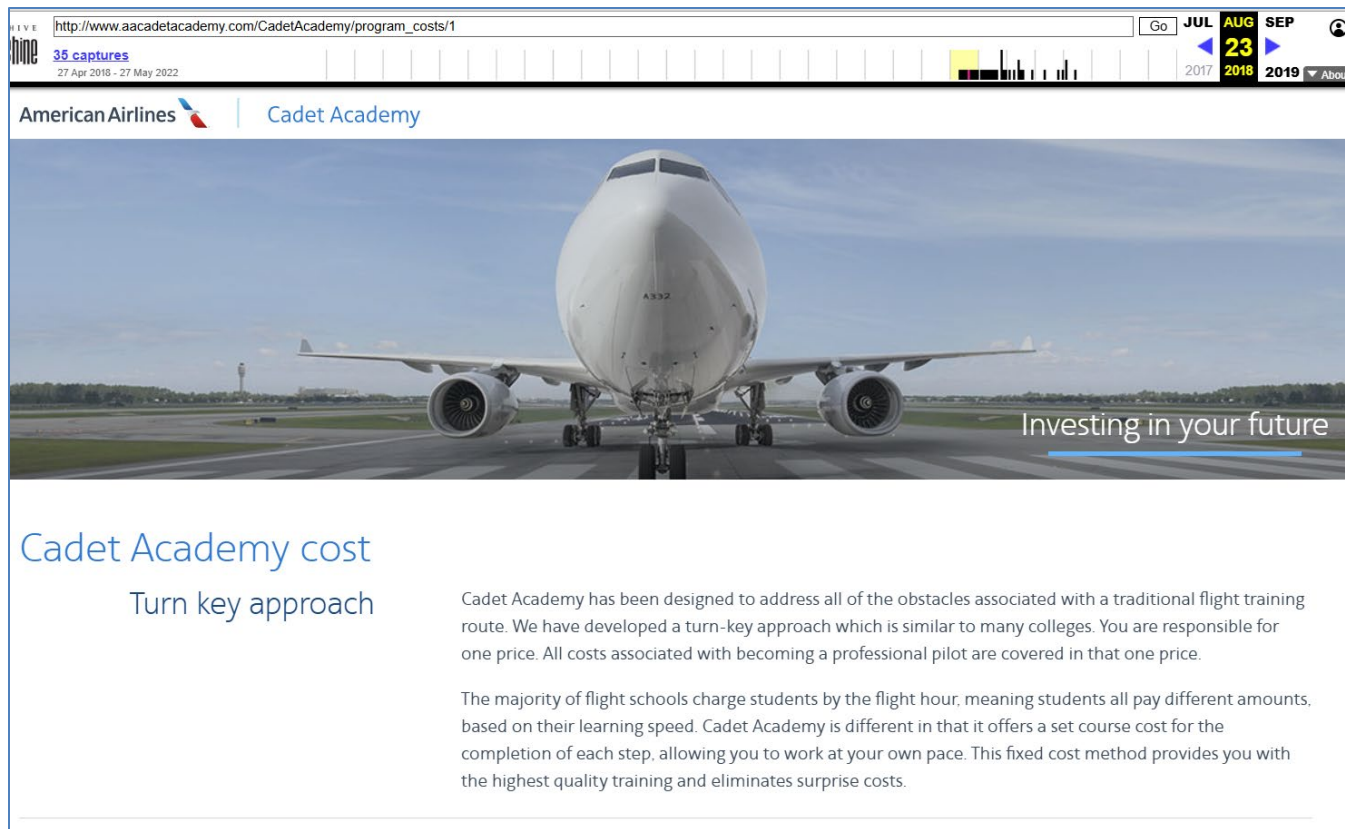 http://www.aacadetacademy.com/CadetAcademy/program_costs/1 Go JUL AUG SEP
35 captures 23
27 Apr 2018 - 27 May 2022 2017 2018 2019
American Airlines Cadet Academy
A332
Investing in your future
Cadet Academy cost
Turn key approach
Cadet Academy has been designed to address all of the obstacles associated with a traditional flight training
route. We have developed a turn-key approach which is similar to many colleges. You are responsible for
one price. All costs associated with becoming a professional pilot are covered in that one price.
The majority of flight schools charge students by the flight hour, meaning students all pay different amounts,
based on their learning speed. Cadet Academy is different in that it offers a set course cost for the
completion of each step, allowing you to work at your own pace. This fixed cost method provides you with
the highest quality training and eliminates surprise costs.